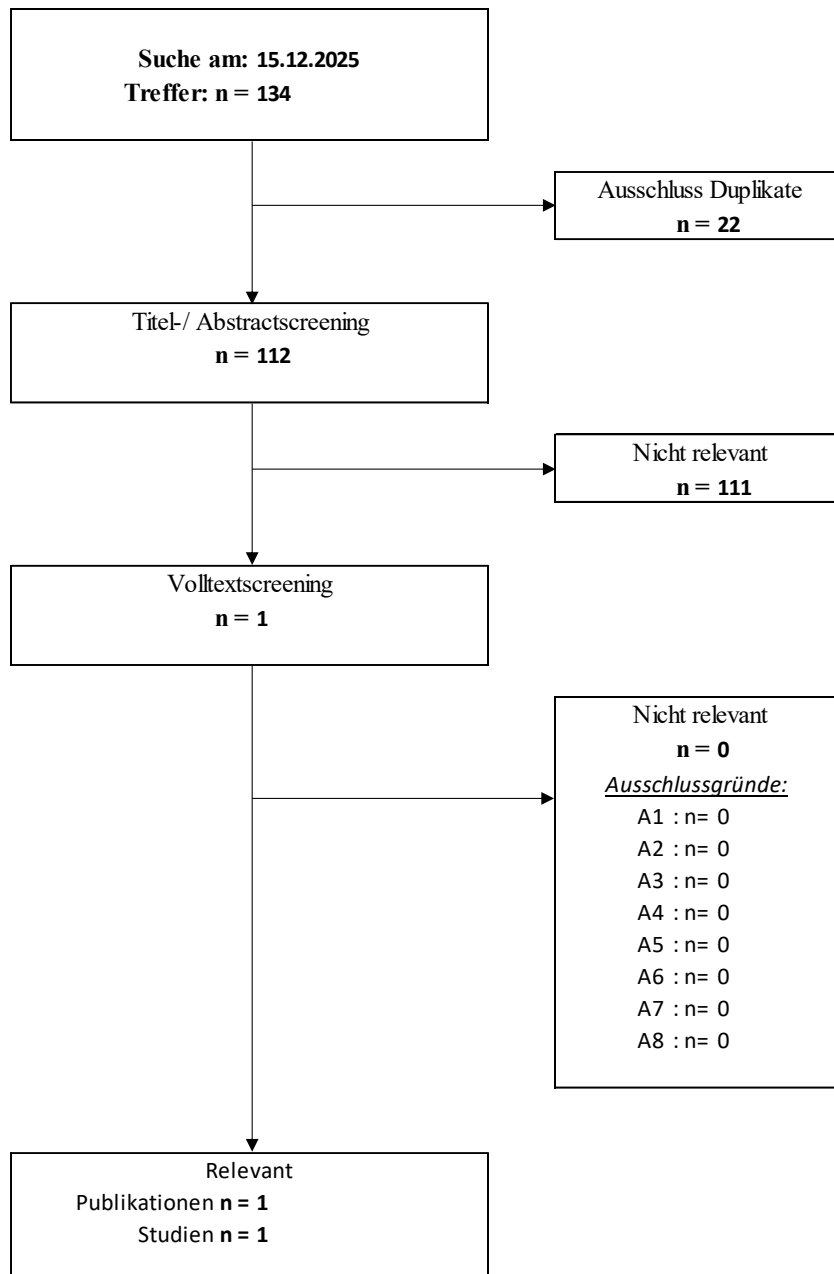 Suche am: 15.12.2025
Treffer: n = 134
Ausschluss Duplikate
n = 22
Titel-/ Abstractscreening
n = 112
Nicht relevant
n = 111
Volltextscreening
n = 1
Nicht relevant
n = 0
Ausschlussgründe:
A1 : n= 0
A2 : n= 0
A3 : n= 0
A4 : n= 0
A5 : n= 0
A6 : n= 0
A7 : n= 0
A8 : n= 0
Relevant
Publikationen n = 1
Studien n = 1